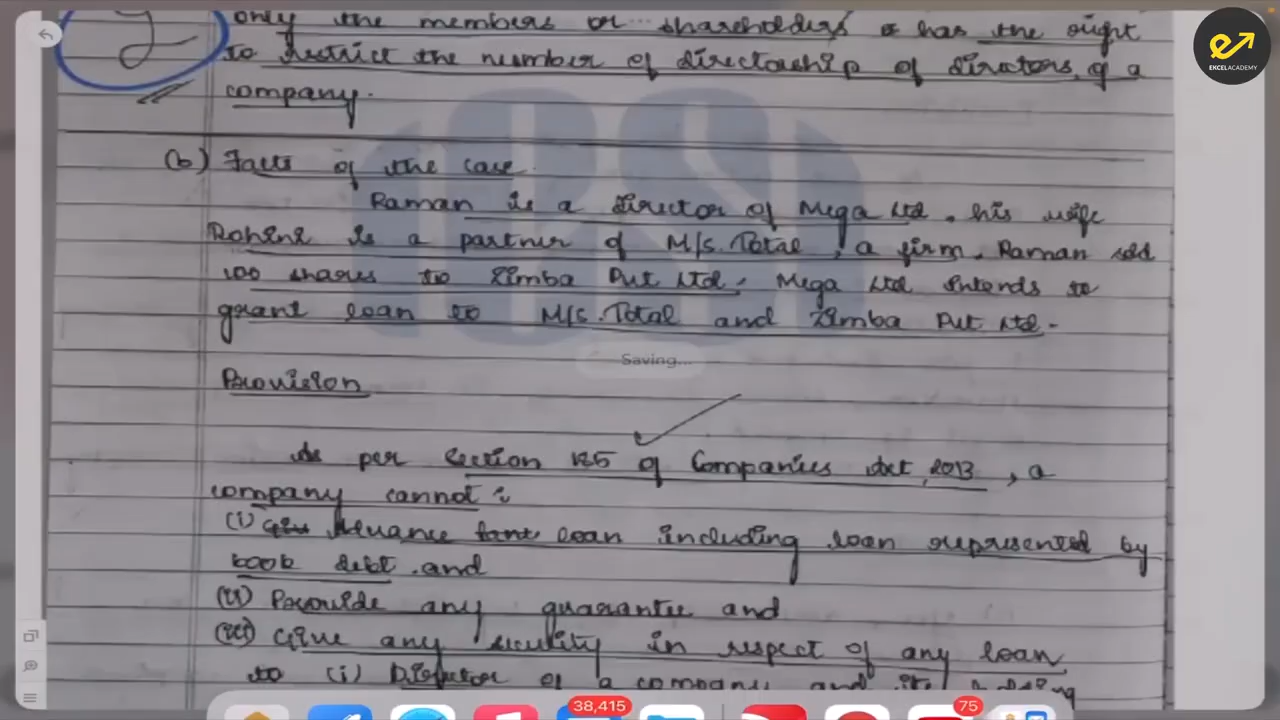 2
only the members or shareholders has the right
to restrict the number of directorship of dirators of a
company.
EXCELACADEMY
(b) Facts of the case.
Raman is a director of Mega Ltd. his wife
Rohini is a partner of M/s. Total, a firm. Raman sold
100 shares to Zimba Pvt Ltd. Mega Ltd intends to
grant loan to M/s. Total and Zimba Pvt Ltd.
Saving...
Provision
As per Section 185 of Companies Act, 2013, a
company cannot:
(i) Advance loan including loan represented by
book debt and
(ii) Provide any guarantee and
(iii) Give any security in respect of any loan
to (i) Director of a company and its holding
38,415
75